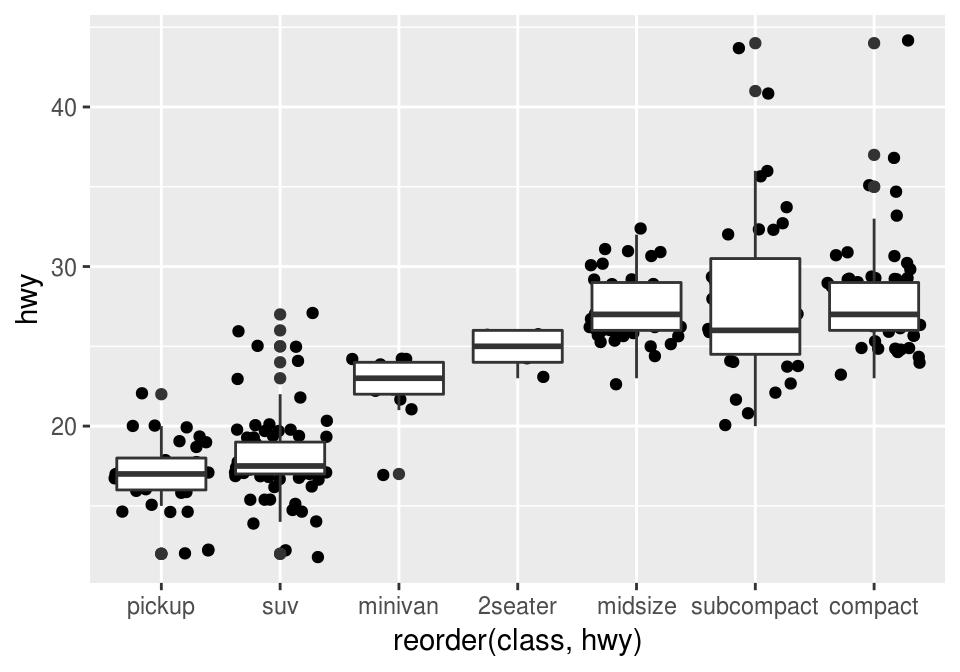 hwy
40
30
20
pickup suv minivan 2seater midsize subcompact compact
reorder(class, hwy)